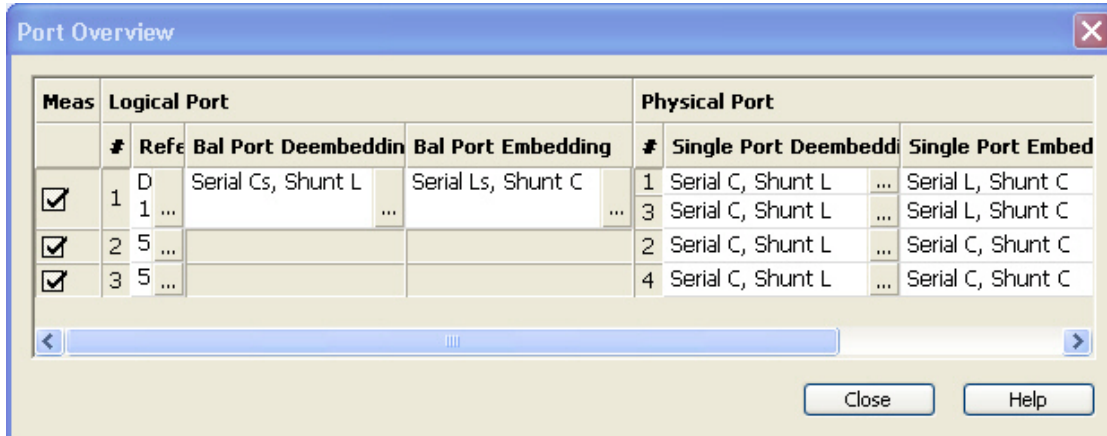 Port Overview
Meas Logical Port Physical Port
# Refe Bal Port Deembeddin Bal Port Embedding # Single Port Deembeddi Single Port Embed
1 D 1 ... Serial Cs, Shunt L ... Serial Ls, Shunt C ... 1 Serial C, Shunt L ... Serial L, Shunt C
3 Serial C, Shunt L ... Serial L, Shunt C
2 5 ... 2 Serial C, Shunt L ... Serial C, Shunt C
3 5 ... 4 Serial C, Shunt L ... Serial C, Shunt C
Close Help